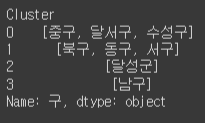 Cluster
0    [중구, 달서구, 수성구]
1    [북구, 동구, 서구]
2    [달성군]
3    [남구]
Name: 구, dtype: object